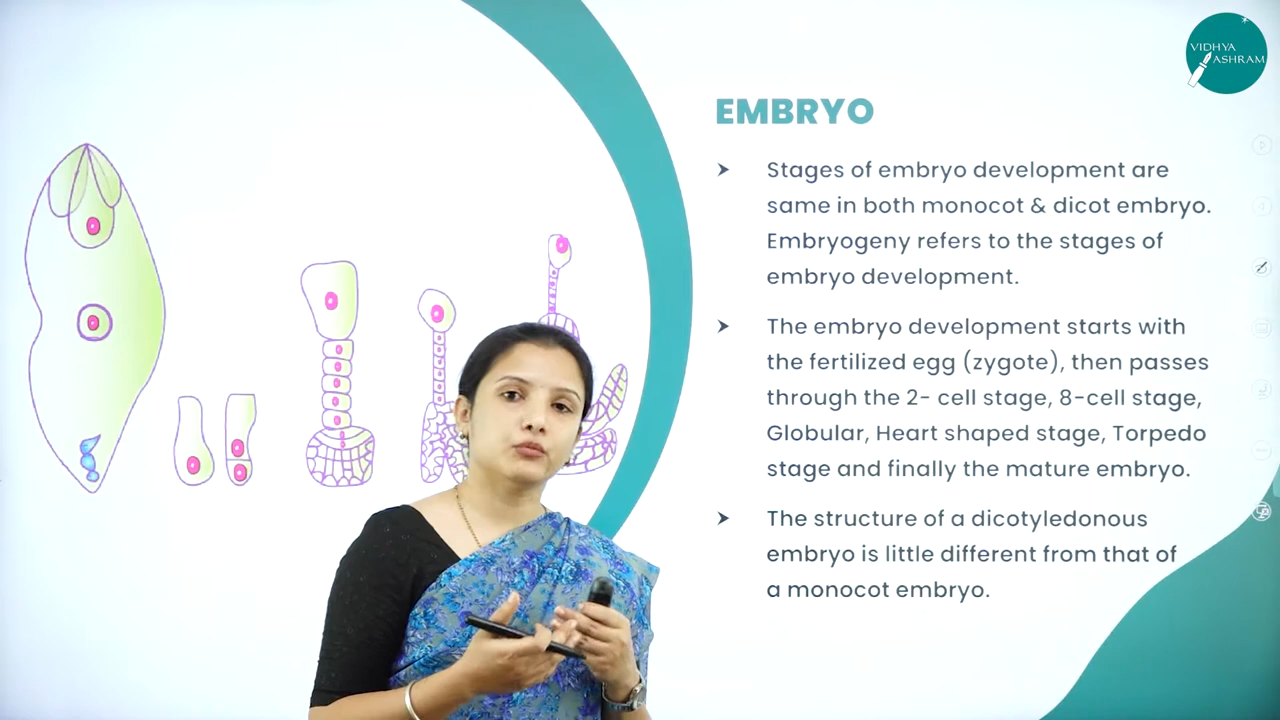 VIDHYA
ASHRAM
EMBRYO
➤ Stages of embryo development are
same in both monocot & dicot embryo.
Embryogeny refers to the stages of
embryo development.
➤ The embryo development starts with
the fertilized egg (zygote), then passes
through the 2- cell stage, 8-cell stage,
Globular, Heart shaped stage, Torpedo
stage and finally the mature embryo.
➤ The structure of a dicotyledonous
embryo is little different from that of
a monocot embryo.